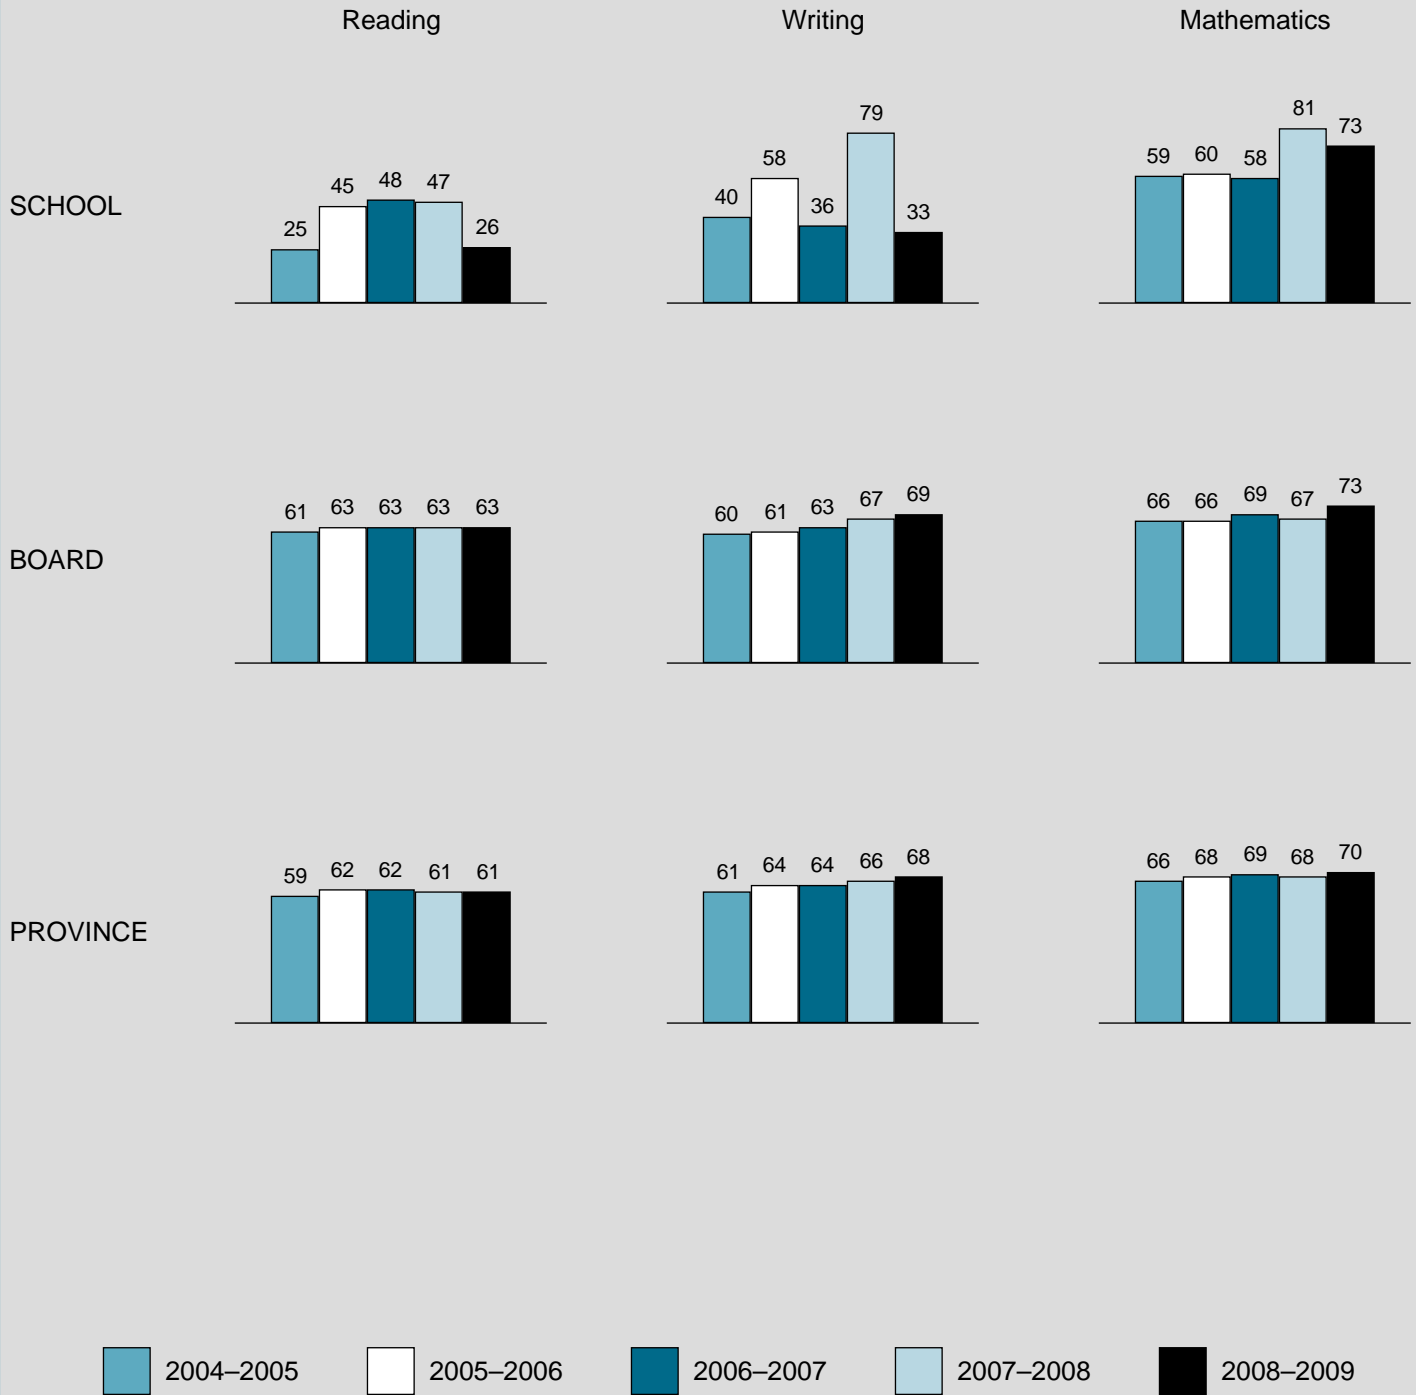 Reading Writing Mathematics
SCHOOL
25 45 48 47 26
40 58 36 79 33
59 60 58 81 73
BOARD
61 63 63 63 63
60 61 63 67 69
66 66 69 67 73
PROVINCE
59 62 62 61 61
61 64 64 66 68
66 68 69 68 70
2004–2005 2005–2006 2006–2007 2007–2008 2008–2009